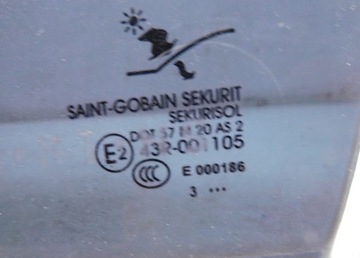 SAINT-GOBAIN SEKURIT
SEKURISOL
DOT 57 M 20 AS 2
E2 43R-001105
CCC E 000186
3 ...